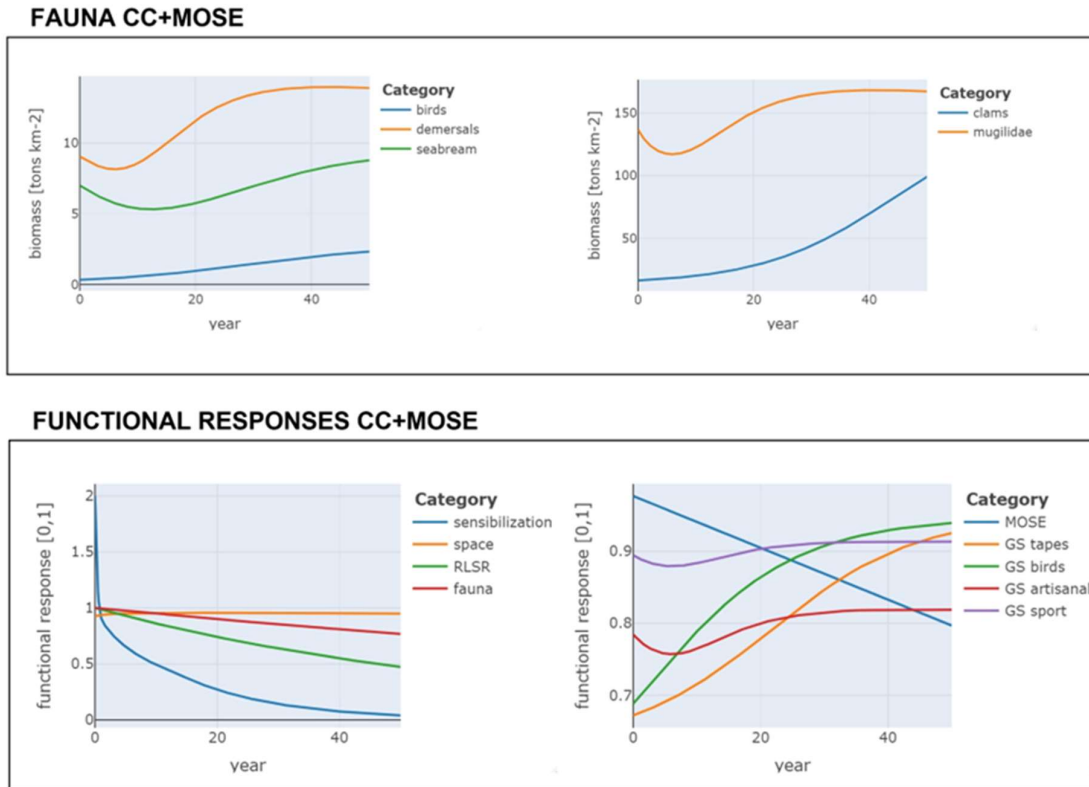 FAUNA CC+MOSE
biomass [tons km-2]
10
5
0
0
20
40
year
Category
birds
demersals
seabream
biomass [tons km-2]
150
100
50
0
20
40
year
Category
clams
mugilidae
FUNCTIONAL RESPONSES CC+MOSE
functional response [0,1]
2
1.5
1
0.5
0
0
20
40
year
Category
sensibilization
space
RLSR
fauna
functional response [0,1]
0.9
0.8
0.7
0
20
40
year
Category
MOSE
GS tapes
GS birds
GS artisanal
GS sport